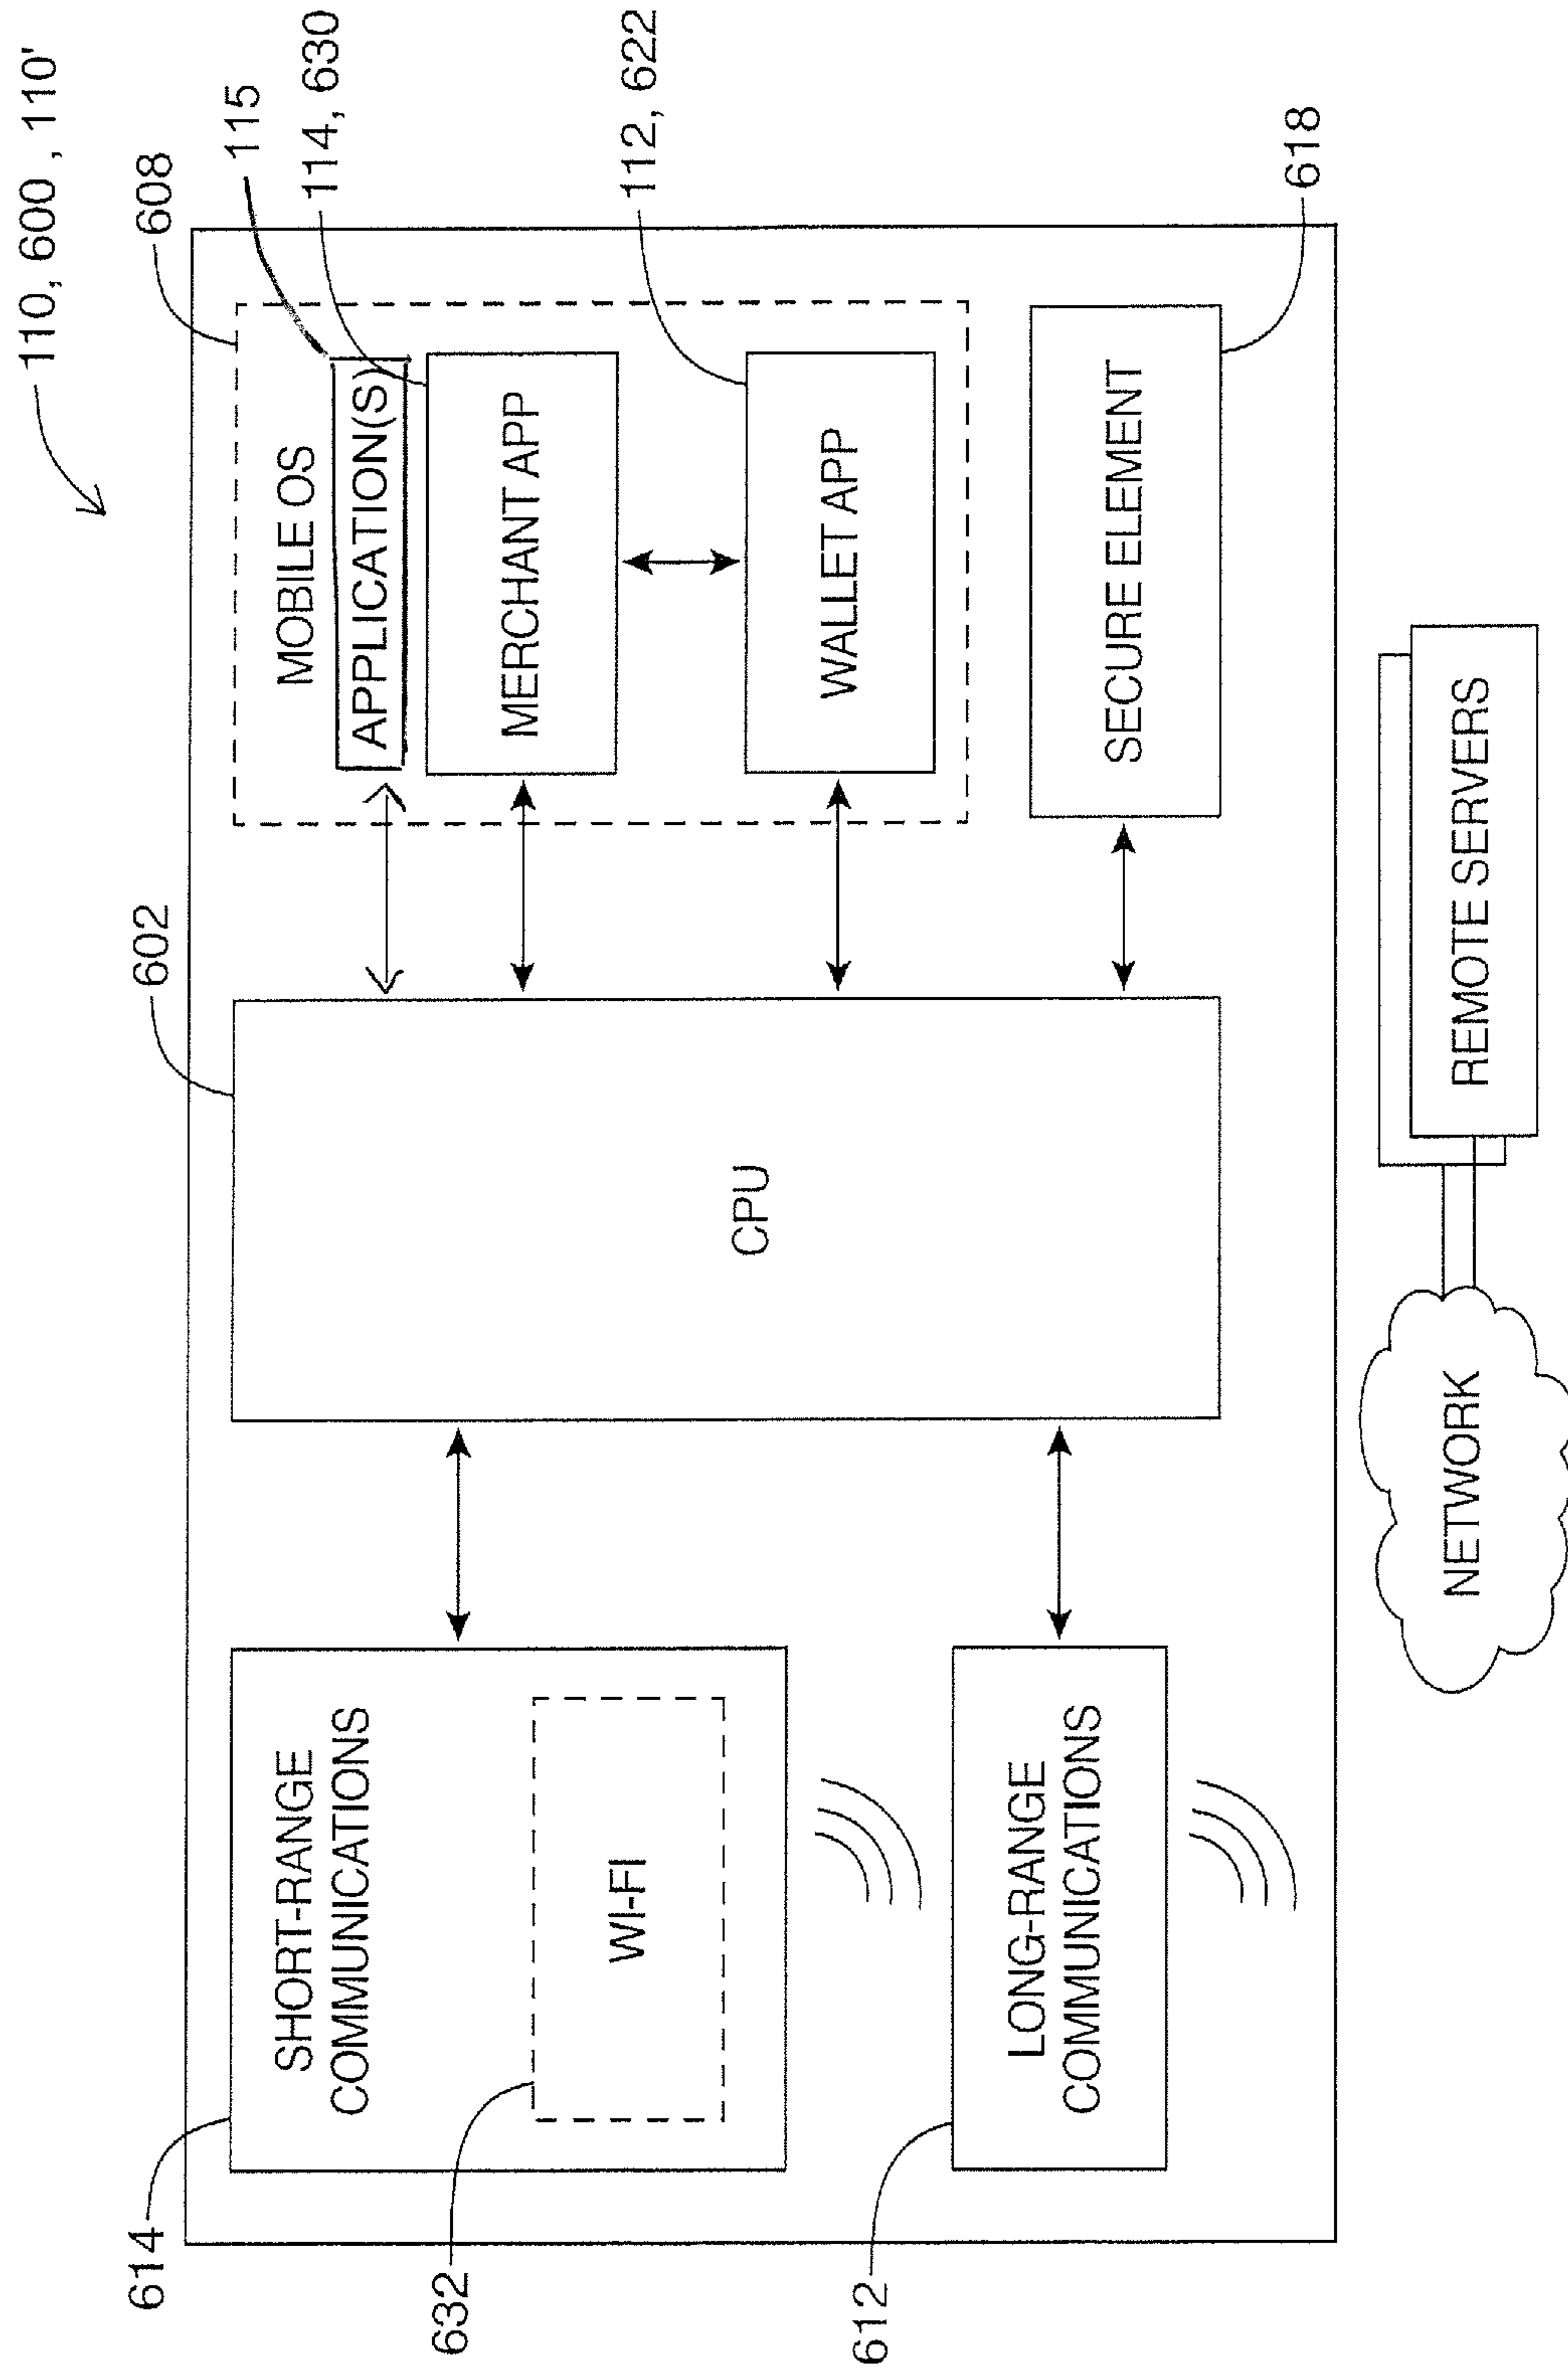 110, 600 , 110'
608
115
114, 630
112, 622
618
602
614
632
612
SHORT-RANGE
COMMUNICATIONS
WI-FI
LONG-RANGE
COMMUNICATIONS
CPU
MOBILE OS
APPLICATION(S)
MERCHANT APP
WALLET APP
SECURE ELEMENT
NETWORK
REMOTE SERVERS